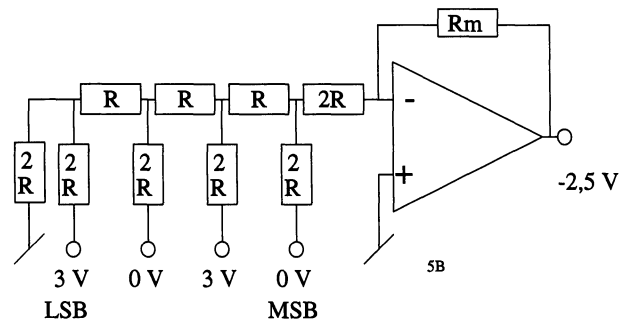 Rm
R R R 2R
-
2 2 2 2 2
R R R R R
+
-2,5 V
5B
3 V 0 V 3 V 0 V
LSB MSB